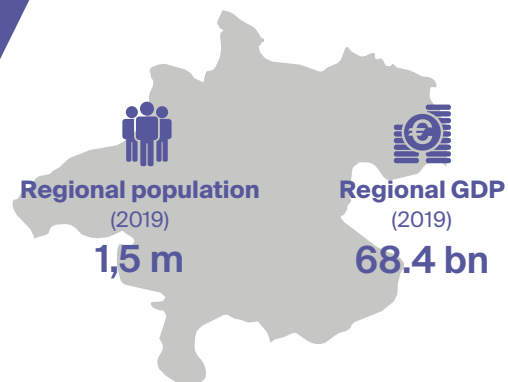 €
Regional population
(2019)
1,5 m
Regional GDP
(2019)
68.4 bn